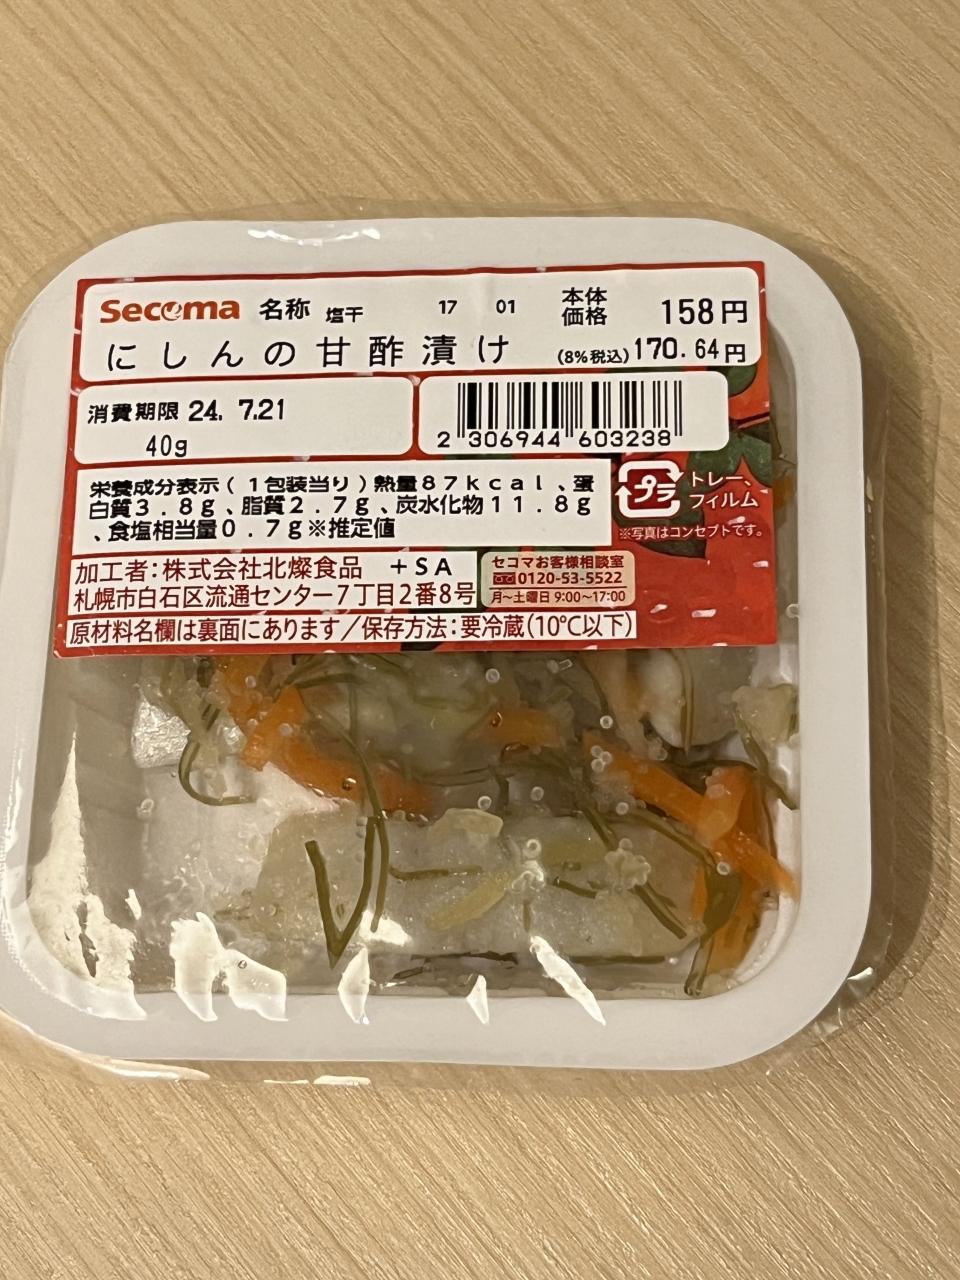 Secoma 名称 塩干 17 01 本体価格 158円
にしんの甘酢漬け (8%税込)170.64円
消費期限 24. 7.21
40g
2 306944 603238
栄養成分表示(1包装当り)熱量87kcal、蛋
白質3.8g、脂質2.7g、炭水化物11.8g
、食塩相当量0.7g※推定値
プラ トレー、
フィルム
※写真はコンセプトです。
加工者:株式会社北燦食品 +SA
札幌市白石区流通センター7丁目2番8号
セコマお客様相談室
0120-53-5522
月~土曜日 9:00~17:00
原材料名欄は裏面にあります/保存方法:要冷蔵(10℃以下)